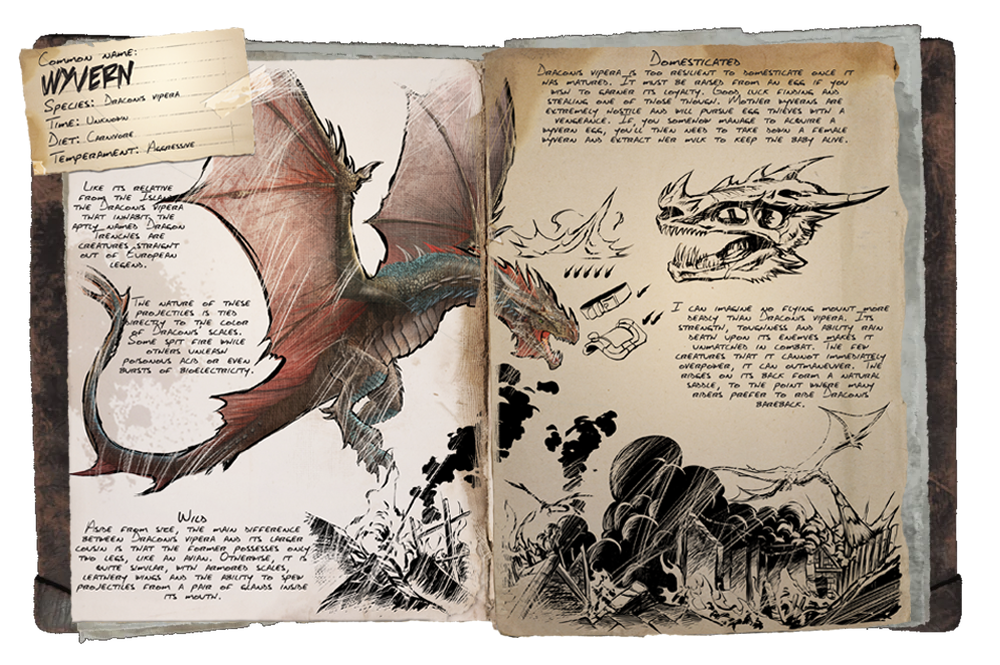 Common name:
WYVERN
Species: Draconis vipera
Time: Unknown
Diet: Carnivore
Temperament: Aggressive
Like its relative
from the Island,
the Draconis vipera
that inhabit the
aptly named Dragon
Trenches are
creatures straight
out of European
legend.
The nature of these
projectiles is tied
directly to the color
of Draconis' scales.
Some spit fire while
others unleash
poisonous acid or even
bursts of bioelectricity.
Wild
Aside from size, the main difference
between Draconis vipera and its larger
cousin is that the former possesses only
two legs, like an avian. Otherwise, it is
quite similar, with armored scales,
leathery wings and the ability to spew
projectiles from a pair of glands inside
its mouth.
Domesticated
Draconis vipera is too resilient to domesticate once it
has matured. It must be raised from an egg if you
wish to garner its loyalty. Good luck finding and
stealing one of those though. Mother wyverns are
extremely hostile and will pursue egg thieves with a
vengeance. If, you somehow manage to acquire a
wyvern egg, you'll then need to take down a female
wyvern and extract her milk to keep the baby alive.
I can imagine no flying mount more
deadly than Draconis vipera. Its
strength, toughness and ability rain
death upon its enemies makes it
unmatched in combat. The few
creatures that it cannot immediately
overpower, it can outmaneuver. The
ridges on its back form a natural
saddle, to the point where many
riders prefer to ride Draconis
bareback.